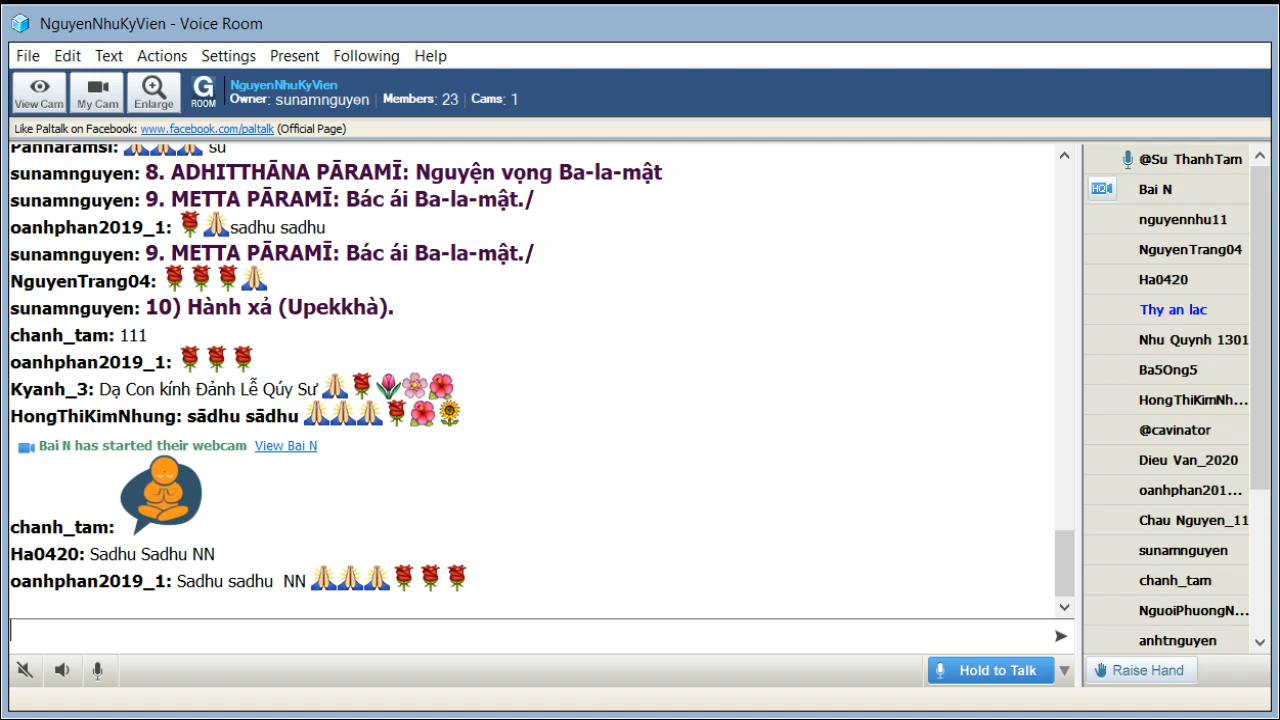 NguyenNhuKyVien - Voice Room
File Edit Text Actions Settings Present Following Help
View Cam My Cam Enlarge G ROOM
NguyenNhuKyVien
Owner: sunamnguyen | Members: 23 | Cams: 1
Like Paltalk on Facebook: www.facebook.com/paltalk (Official Page)
Pannaramsi: su
sunamnguyen: 8. ADHITTHĀNA PĀRAMĪ: Nguyện vọng Ba-la-mật
sunamnguyen: 9. METTA PĀRAMĪ: Bác ái Ba-la-mật./
oanhphan2019_1: sadhu sadhu
sunamnguyen: 9. METTA PĀRAMĪ: Bác ái Ba-la-mật./
NguyenTrang04:
sunamnguyen: 10) Hành xả (Upekkhà).
chanh_tam: 111
oanhphan2019_1:
Kyanh_3: Dạ Con kính Đảnh Lễ Qúy Sư
HongThiKimNhung: sādhu sādhu
Bai N has started their webcam View Bai N
chanh_tam:
Ha0420: Sadhu Sadhu NN
oanhphan2019_1: Sadhu sadhu NN
@Su ThanhTam
HQ Bai N
nguyennhu11
NguyenTrang04
Ha0420
Thy an lac
Nhu Quynh 1301
Ba5Ong5
HongThiKimNh...
@cavinator
Dieu Van_2020
oanhphan201...
Chau Nguyen_11
sunamnguyen
chanh_tam
NguoiPhuongN...
anhtnguyen
Hold to Talk
Raise Hand